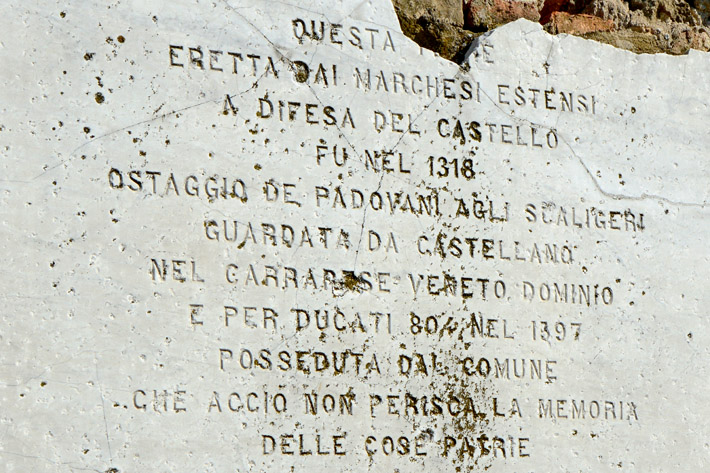 QUESTA
ERETTA DAI MARCHESI ESTENSI
A DIFESA DEL CASTELLO
FU NEL 1318
OSTAGGIO DE PADOVANI AGLI SCALIGERI
GUARDATA DA CASTELLANO
NEL CARRARESE VENETO DOMINIO
E PER DUCATI 804 NEL 1397
POSSEDUTA DAL COMUNE
CHE ACCIO NON PERISCA LA MEMORIA
DELLE COSE PATRIE